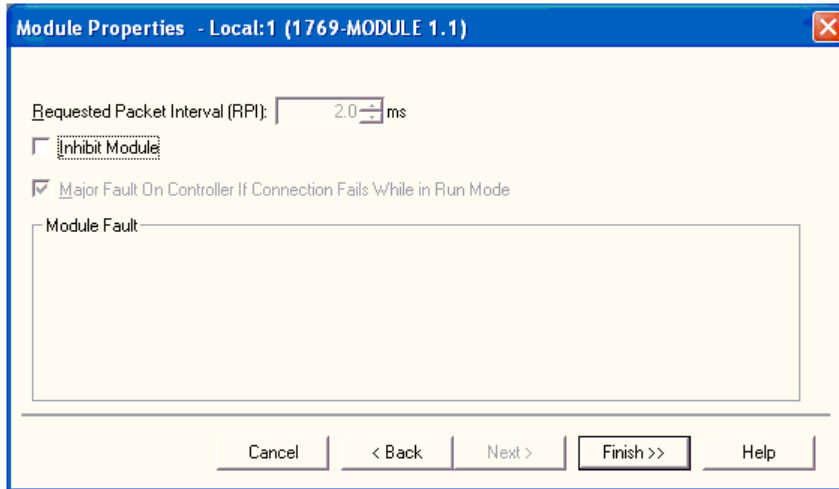 Module Properties - Local:1 (1769-MODULE 1.1)
Requested Packet Interval (RPI): 2.0 ms
Inhibit Module
Major Fault On Controller If Connection Fails While in Run Mode
Module Fault
Cancel < Back Next > Finish >> Help